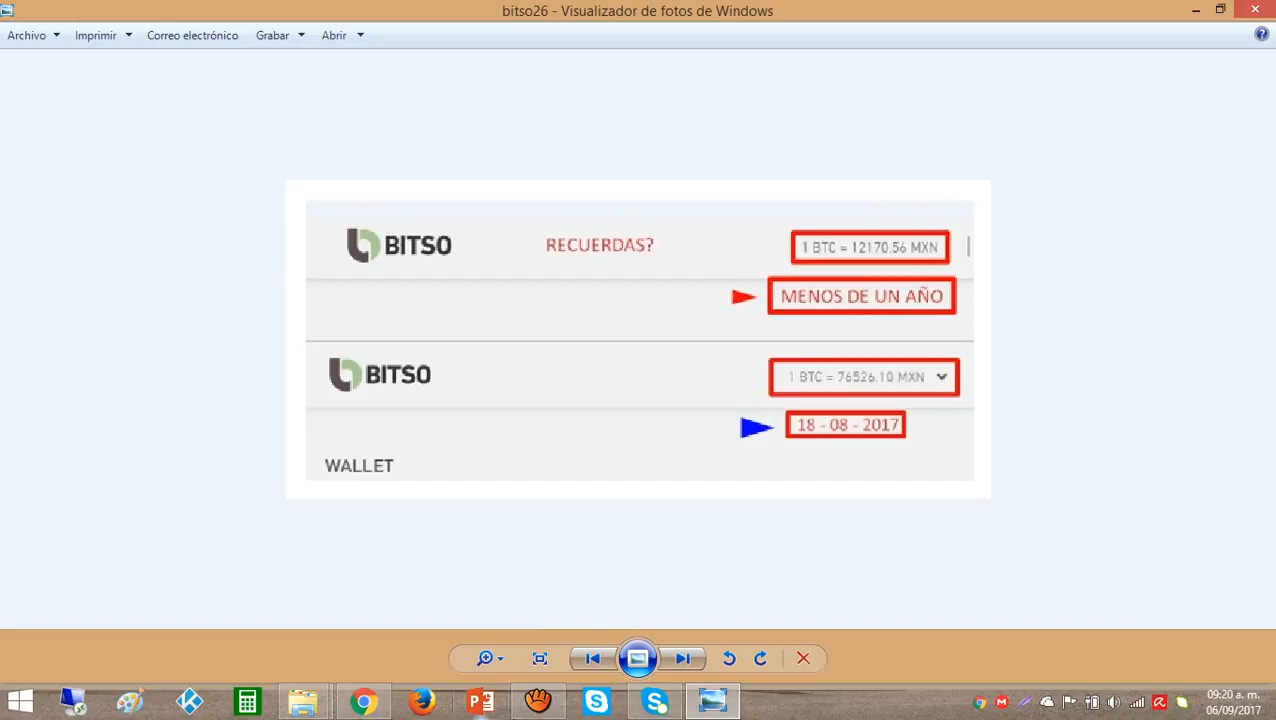 bitso26 - Visualizador de fotos de Windows
Archivo Imprimir Correo electrónico Grabar Abrir
BITSO RECUERDAS? 1 BTC = 12170.56 MXN
MENOS DE UN AÑO
BITSO 1 BTC = 76526.10 MXN
18 - 08 - 2017
WALLET
09:20 a. m.
06/09/2017